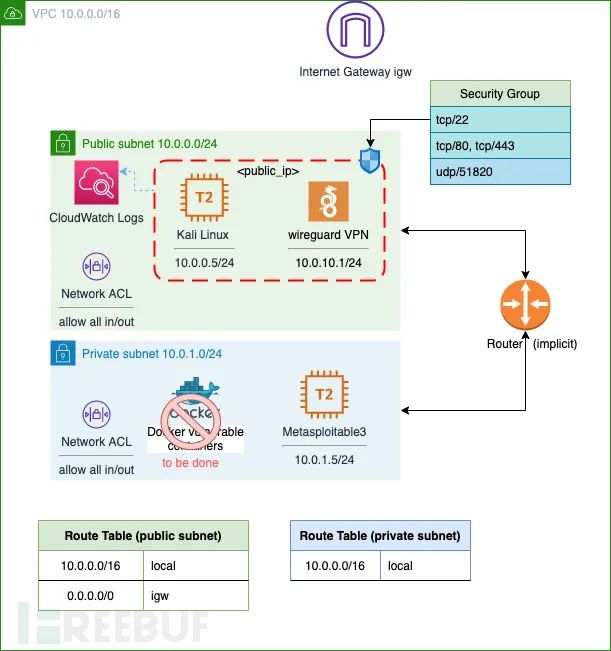 VPC 10.0.0.0/16
Internet Gateway igw
Security Group
tcp/22
tcp/80, tcp/443
udp/51820
Public subnet 10.0.0.0/24
<public_ip>
CloudWatch Logs
T2
Kali Linux
10.0.0.5/24
wireguard VPN
10.0.10.1/24
Network ACL
allow all in/out
Router (implicit)
Private subnet 10.0.1.0/24
docker
Docker vulnerable
containers
to be done
T2
Metasploitable3
10.0.1.5/24
Network ACL
allow all in/out
Route Table (public subnet)
10.0.0.0/16 local
0.0.0.0/0 igw
Route Table (private subnet)
10.0.0.0/16 local
FREEBUF